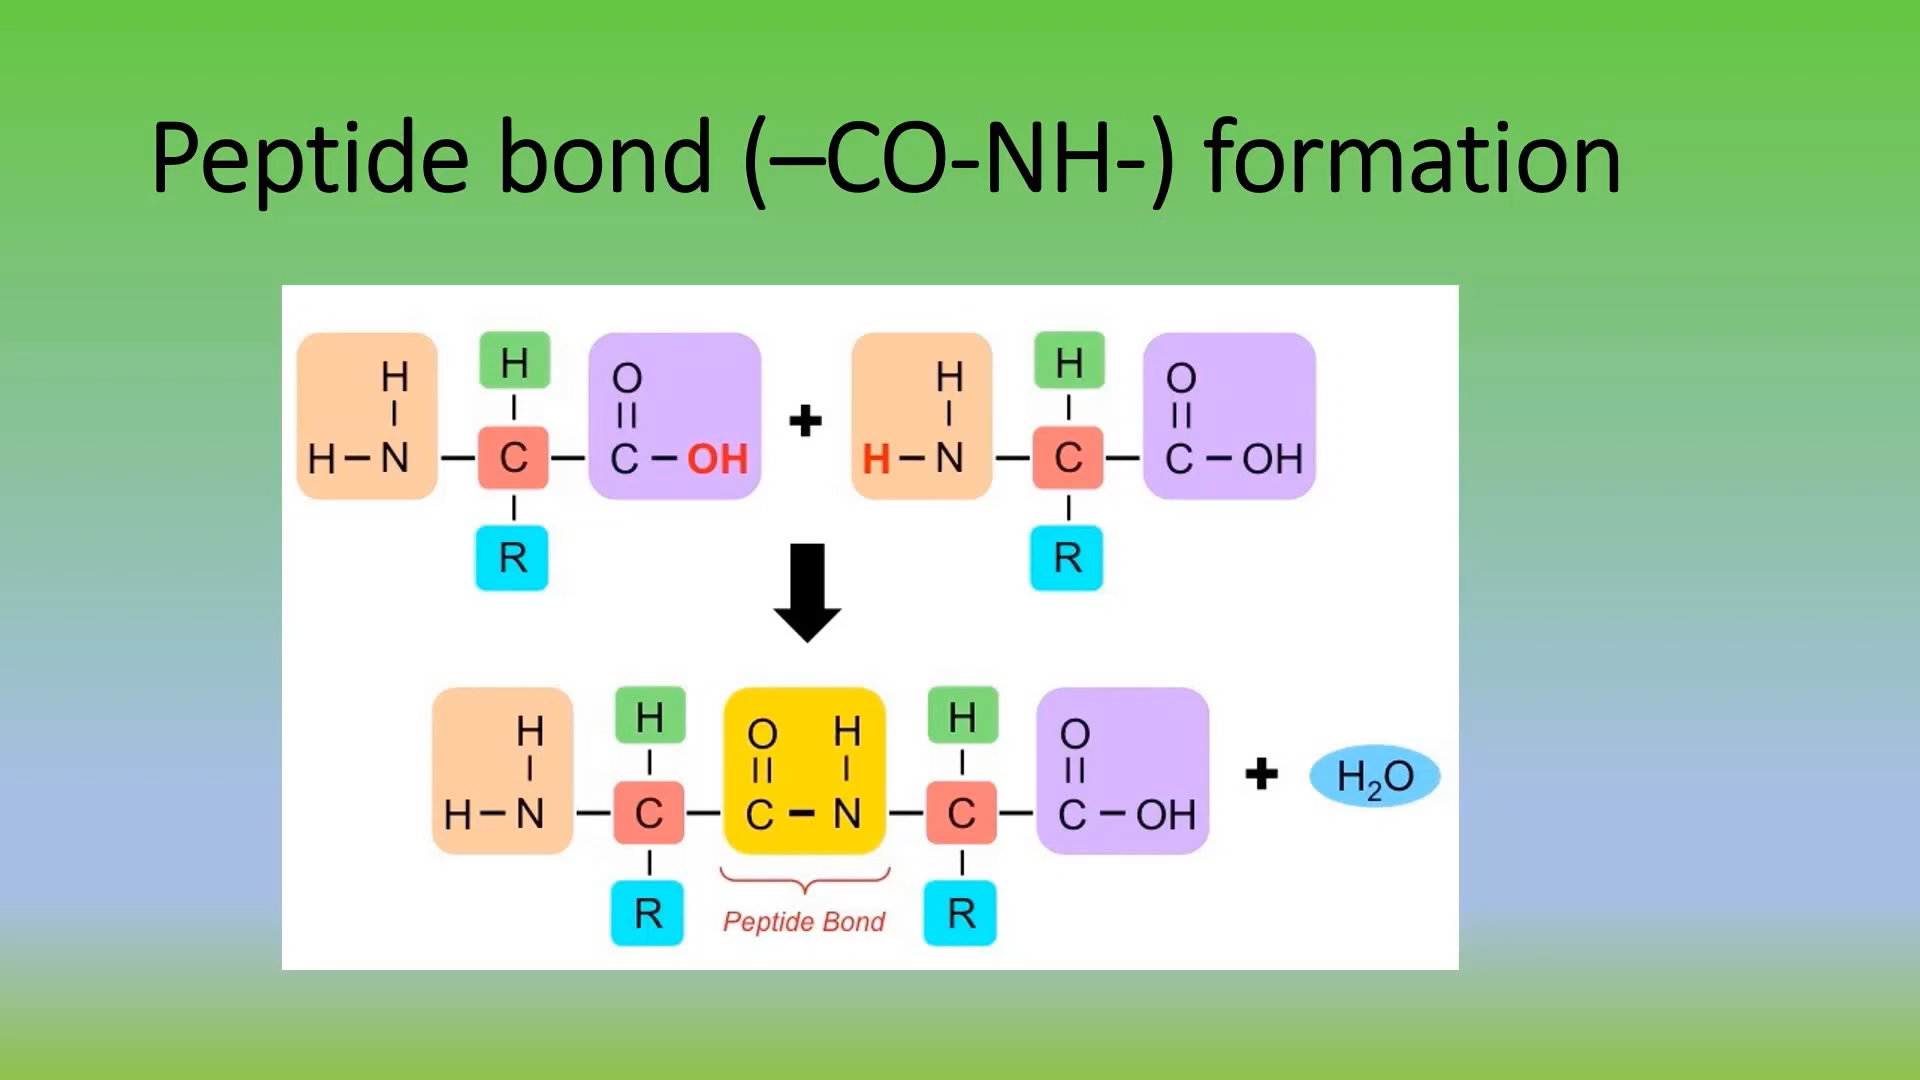 Peptide bond (–CO-NH-) formation
H H O H H O
H–N–C–C–OH + H–N–C–C–OH
R R
H H O H H O
H–N–C–C–N–C–C–OH + H₂O
R R
Peptide Bond